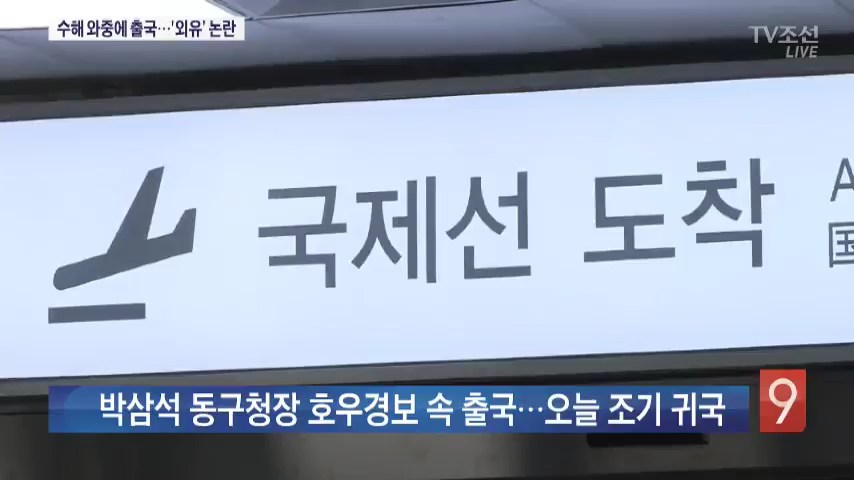 수해 와중에 출국…'외유' 논란
TV조선
LIVE
국제선 도착 A
国
박삼석 동구청장 호우경보 속 출국…오늘 조기 귀국
9